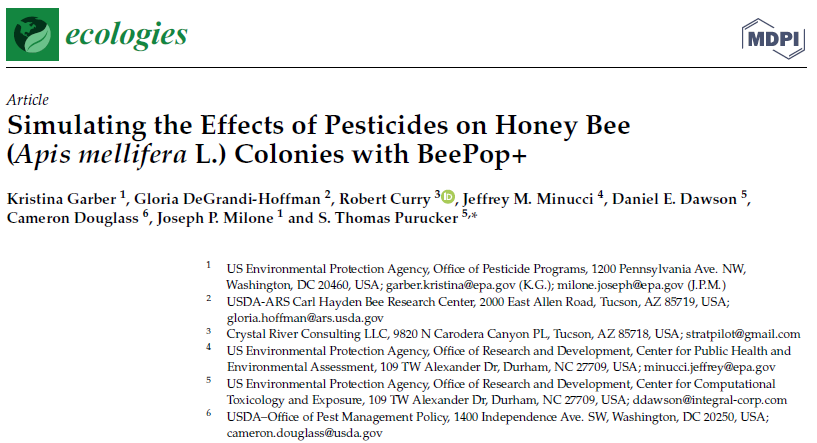 ecologies
MDPI
Article
Simulating the Effects of Pesticides on Honey Bee
(Apis mellifera L.) Colonies with BeePop+
Kristina Garber 1, Gloria DeGrandi-Hoffman 2, Robert Curry 3 iD, Jeffrey M. Minucci 4, Daniel E. Dawson 5,
Cameron Douglass 6, Joseph P. Milone 1 and S. Thomas Purucker 5,*
1 US Environmental Protection Agency, Office of Pesticide Programs, 1200 Pennsylvania Ave. NW,
Washington, DC 20460, USA; garber.kristina@epa.gov (K.G.); milone.joseph@epa.gov (J.P.M.)
2 USDA-ARS Carl Hayden Bee Research Center, 2000 East Allen Road, Tucson, AZ 85719, USA;
gloria.hoffman@ars.usda.gov
3 Crystal River Consulting LLC, 9820 N Carodera Canyon PL, Tucson, AZ 85718, USA; stratpilot@gmail.com
4 US Environmental Protection Agency, Office of Research and Development, Center for Public Health and
Environmental Assessment, 109 TW Alexander Dr, Durham, NC 27709, USA; minucci.jeffrey@epa.gov
5 US Environmental Protection Agency, Office of Research and Development, Center for Computational
Toxicology and Exposure, 109 TW Alexander Dr, Durham, NC 27709, USA; ddawson@integral-corp.com
6 USDA–Office of Pest Management Policy, 1400 Independence Ave. SW, Washington, DC 20250, USA;
cameron.douglass@usda.gov